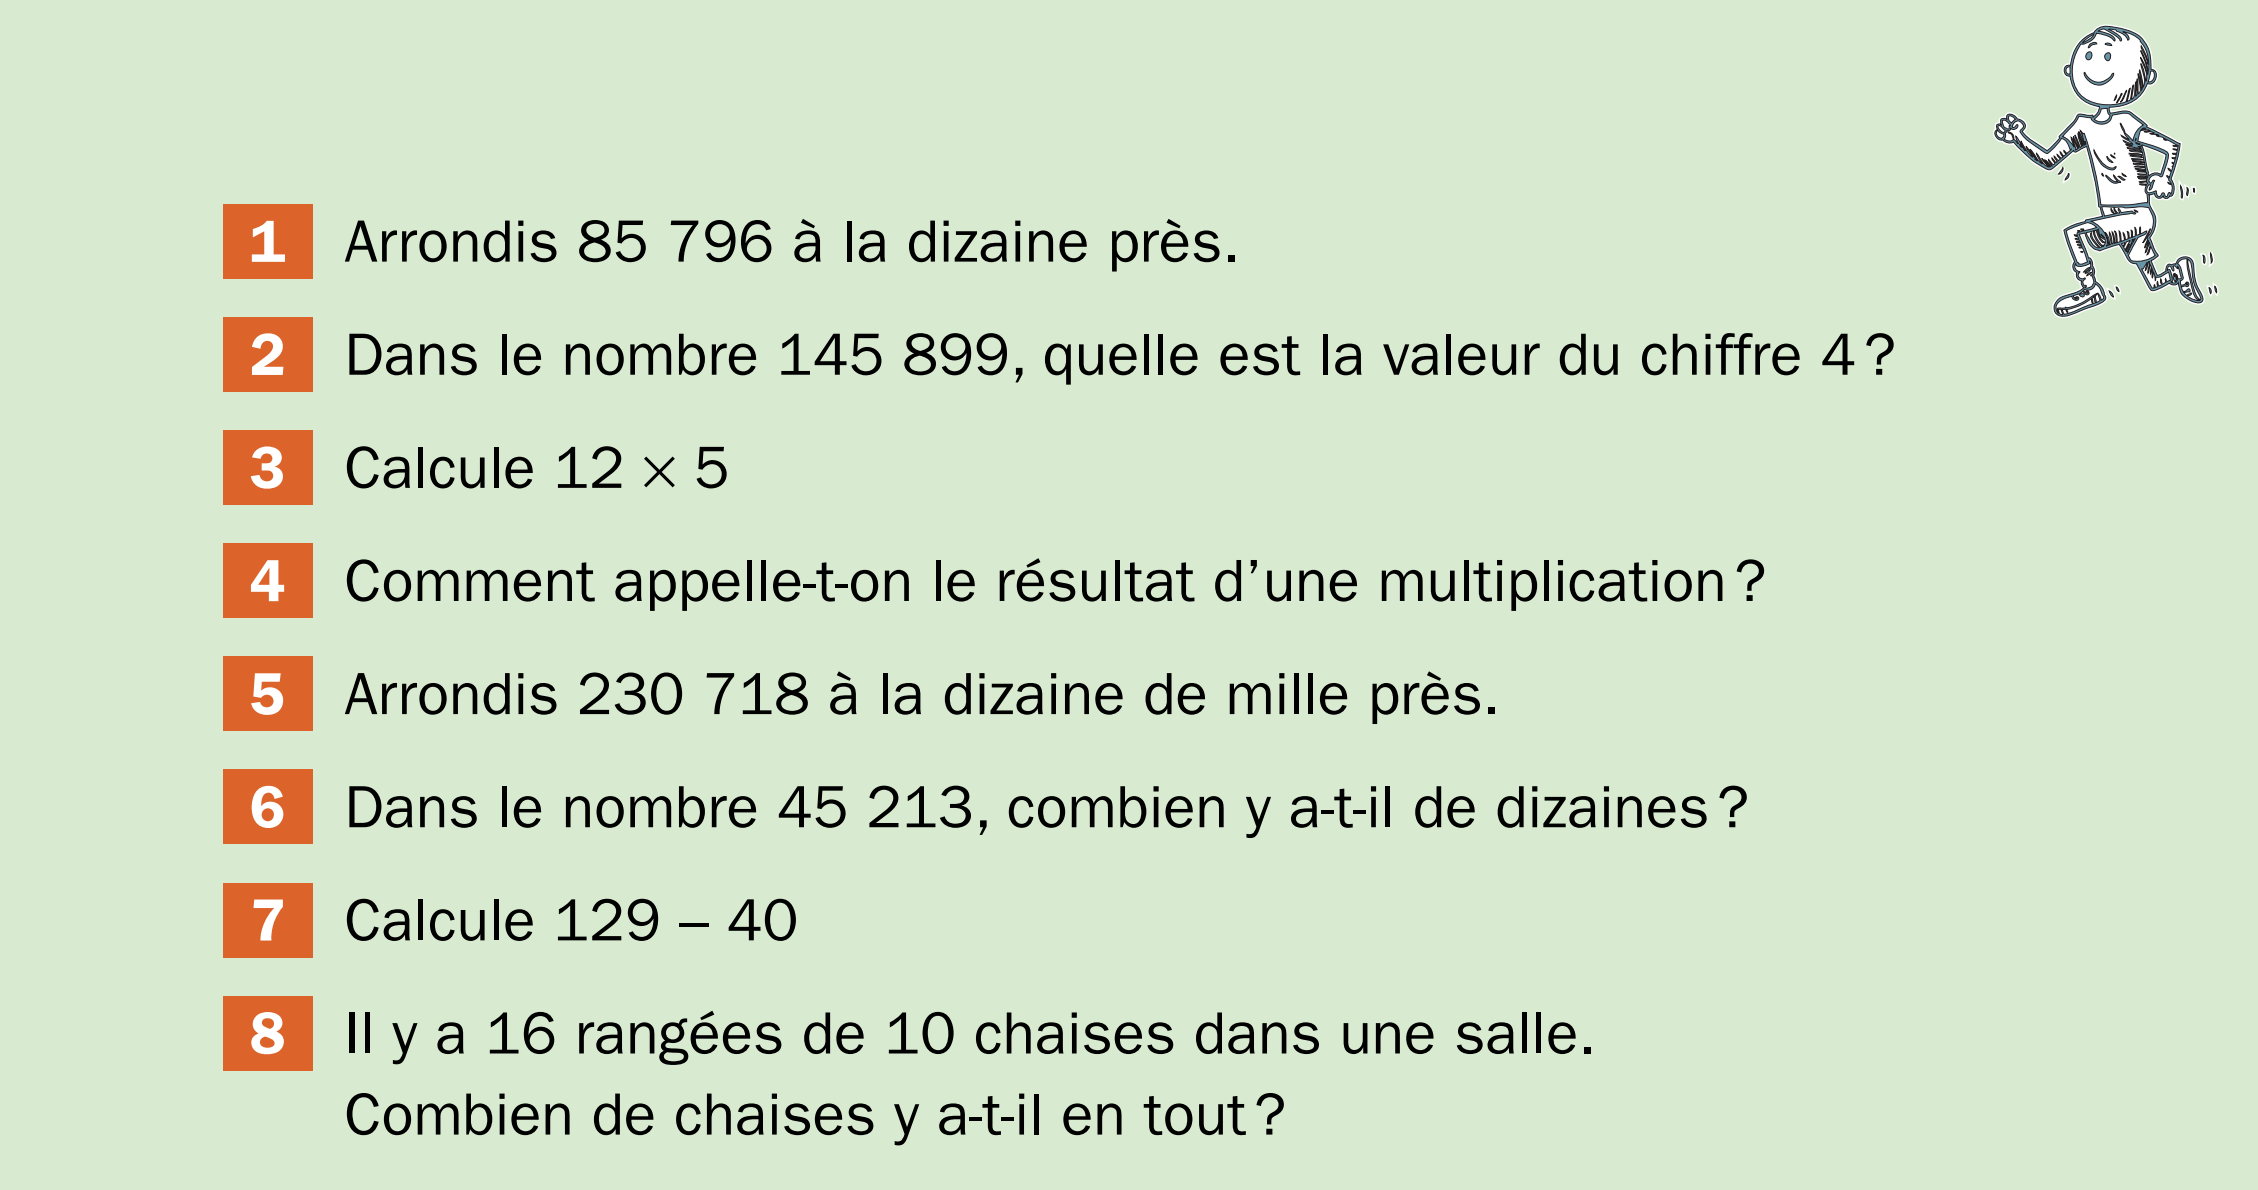 1 Arrondis 85 796 à la dizaine près.
2 Dans le nombre 145 899, quelle est la valeur du chiffre 4 ?
3 Calcule 12 × 5
4 Comment appelle-t-on le résultat d’une multiplication ?
5 Arrondis 230 718 à la dizaine de mille près.
6 Dans le nombre 45 213, combien y a-t-il de dizaines ?
7 Calcule 129 – 40
8 Il y a 16 rangées de 10 chaises dans une salle.
Combien de chaises y a-t-il en tout ?